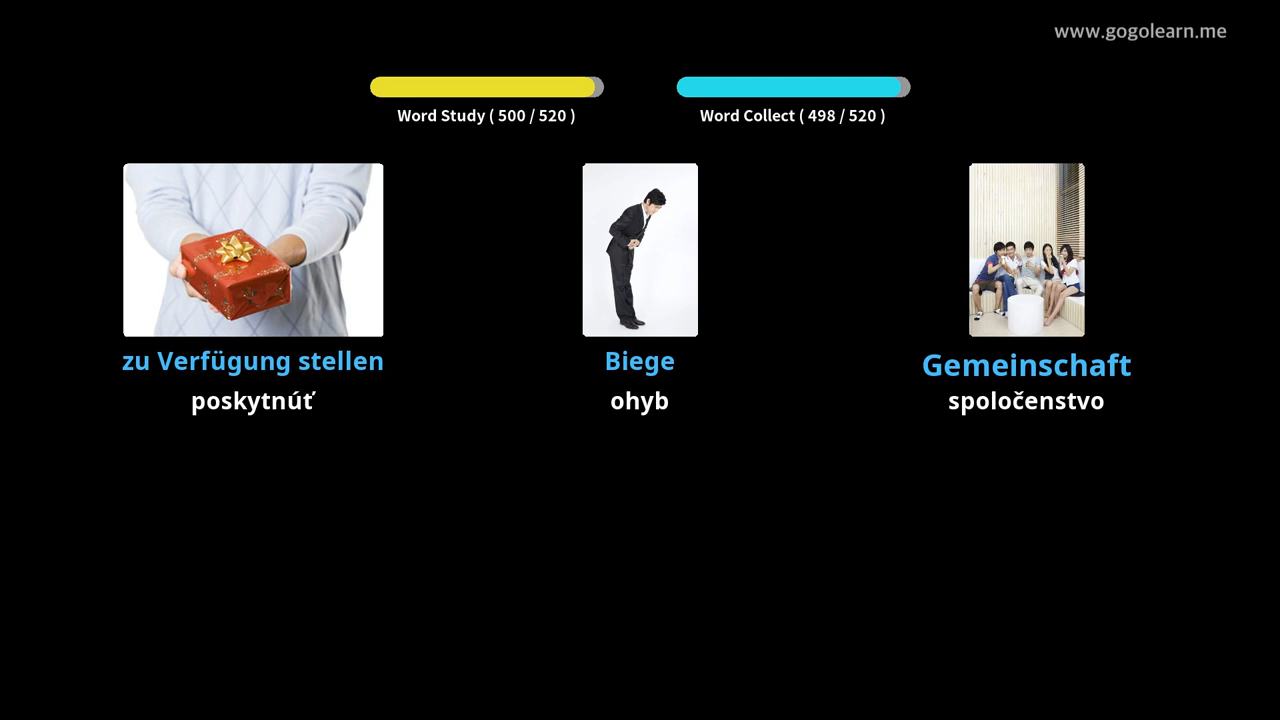 www.gogolearn.me
Word Study ( 500 / 520 )
Word Collect ( 498 / 520 )
zu Verfügung stellen
poskytnúť
Biege
ohyb
Gemeinschaft
spoločenstvo